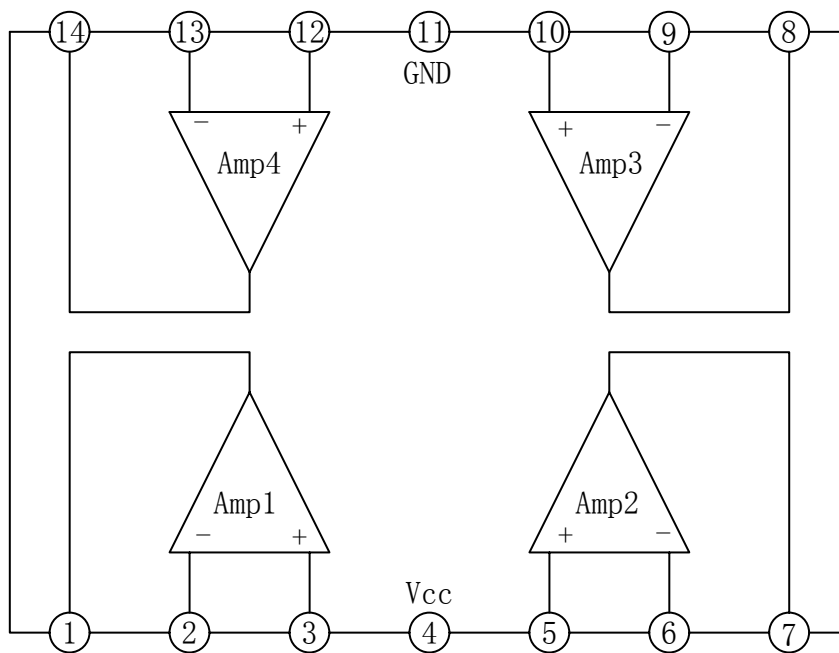 14 13 12 11 10 9 8
GND
− + + −
Amp4 Amp3
Amp1 Amp2
− + + −
Vcc
1 2 3 4 5 6 7